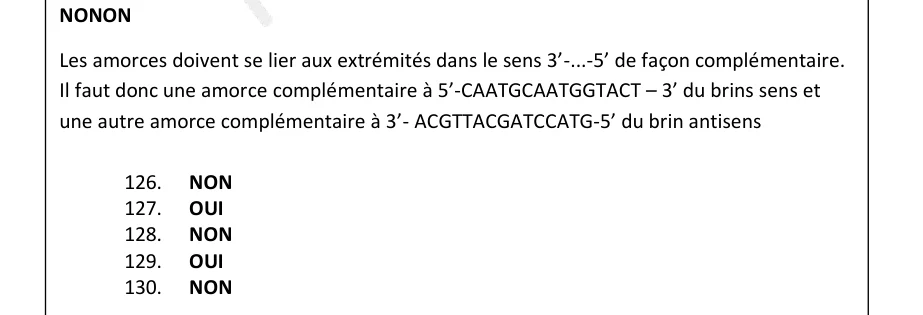 NONON
Les amorces doivent se lier aux extrémités dans le sens 3’-...-5’ de façon complémentaire.
Il faut donc une amorce complémentaire à 5’-CAATGCAATGGTACT – 3’ du brins sens et
une autre amorce complémentaire à 3’- ACGTTACGATCCATG-5’ du brin antisens
126. NON
127. OUI
128. NON
129. OUI
130. NON